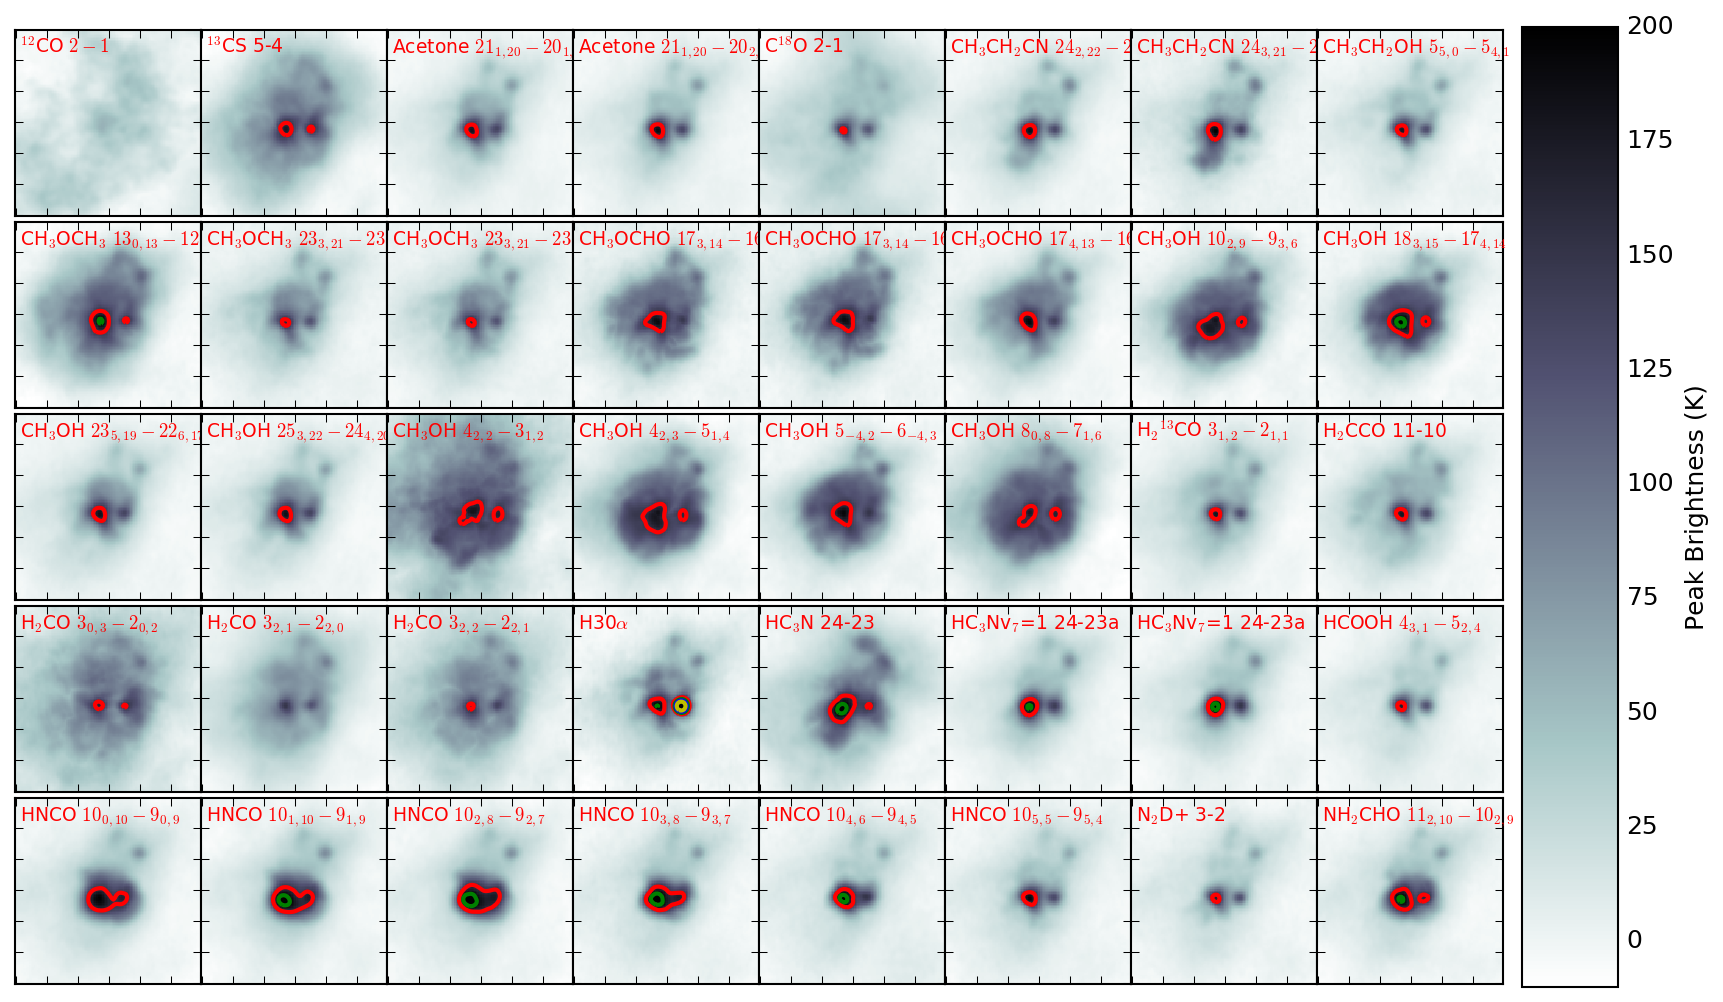 ¹²CO 2 − 1
¹³CS 5-4
Acetone 21₁,₂₀ − 20₁,
Acetone 21₁,₂₀ − 20₂,
C¹⁸O 2-1
CH₃CH₂CN 24₂,₂₂ − 2
CH₃CH₂CN 24₃,₂₁ − 2
CH₃CH₂OH 5₅,₀ − 5₄,₁
CH₃OCH₃ 13₀,₁₃ − 12
CH₃OCH₃ 23₃,₂₁ − 23
CH₃OCH₃ 23₃,₂₁ − 23
CH₃OCHO 17₃,₁₄ − 16
CH₃OCHO 17₃,₁₄ − 16
CH₃OCHO 17₄,₁₃ − 16
CH₃OH 10₂,₉ − 9₃,₆
CH₃OH 18₃,₁₅ − 17₄,₁₄
CH₃OH 23₅,₁₉ − 22₆,₁₇
CH₃OH 25₃,₂₂ − 24₄,₂₀
CH₃OH 4₂,₂ − 3₁,₂
CH₃OH 4₂,₃ − 5₁,₄
CH₃OH 5₋₄,₂ − 6₋₄,₃
CH₃OH 8₀,₈ − 7₁,₆
H₂¹³CO 3₁,₂ − 2₁,₁
H₂CCO 11-10
H₂CO 3₀,₃ − 2₀,₂
H₂CO 3₂,₁ − 2₂,₀
H₂CO 3₂,₂ − 2₂,₁
H30α
HC₃N 24-23
HC₃Nv₇=1 24-23a
HC₃Nv₇=1 24-23a
HCOOH 4₃,₁ − 5₂,₄
HNCO 10₀,₁₀ − 9₀,₉
HNCO 10₁,₁₀ − 9₁,₉
HNCO 10₂,₈ − 9₂,₇
HNCO 10₃,₈ − 9₃,₇
HNCO 10₄,₆ − 9₄,₅
HNCO 10₅,₅ − 9₅,₄
N₂D+ 3-2
NH₂CHO 11₂,₁₀ − 10₂,₉
200
175
150
125
100
75
50
25
0
Peak Brightness (K)